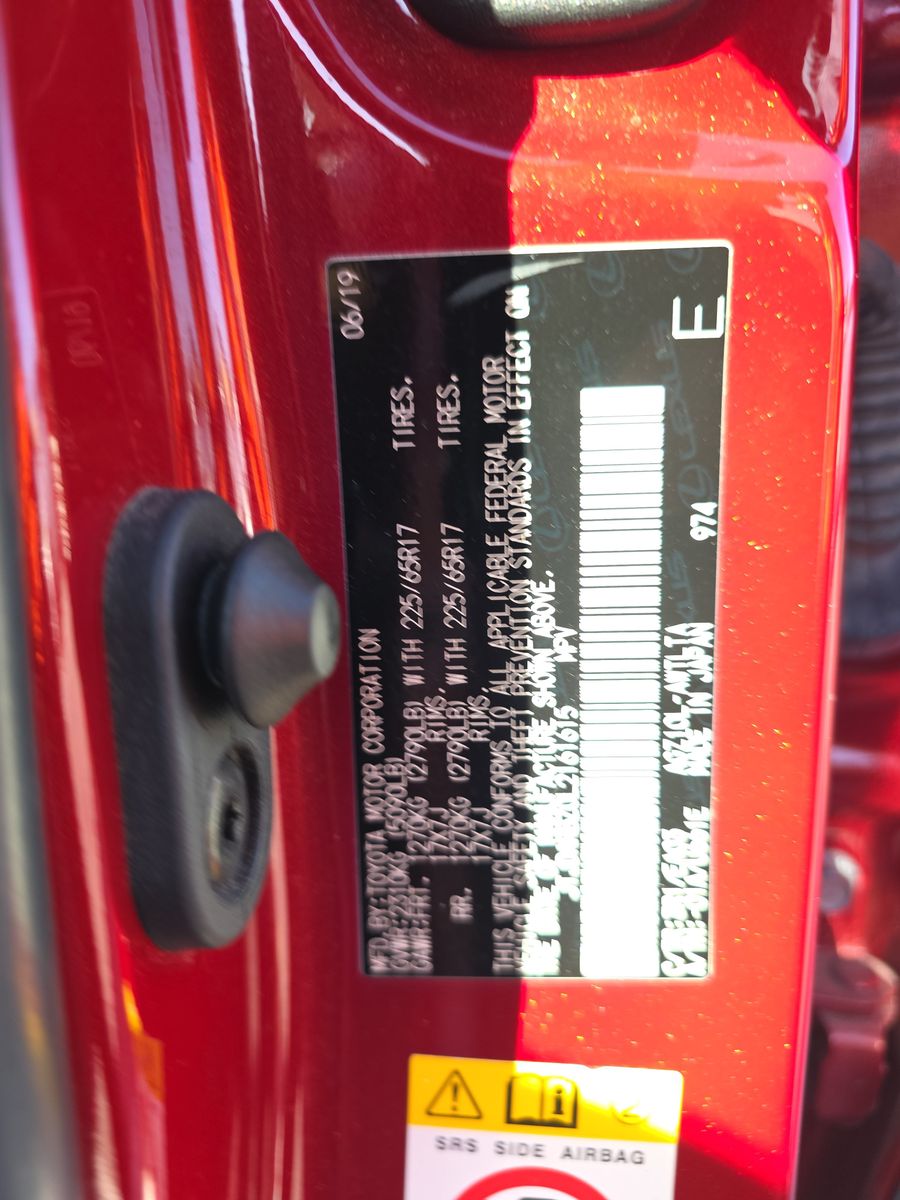 06/19
MFD. BY: TOYOTA MOTOR CORPORATION
GVWR: 2310KG (5090LB)
GAWR: FRT. 1270KG (2790LB) WITH 225/65R17 TIRES,
17X7J RIMS,
RR. 1270KG (2790LB) WITH 225/65R17 TIRES,
17X7J RIMS,
THIS VEHICLE CONFORMS TO ALL APPLICABLE FEDERAL MOTOR
VEHICLE SAFETY AND THEFT PREVENTION STANDARDS IN EFFECT ON
THE DATE OF MANUFACTURE SHOWN ABOVE.
MPV
974
MADE IN JAPAN
E
SRS SIDE AIRBAG